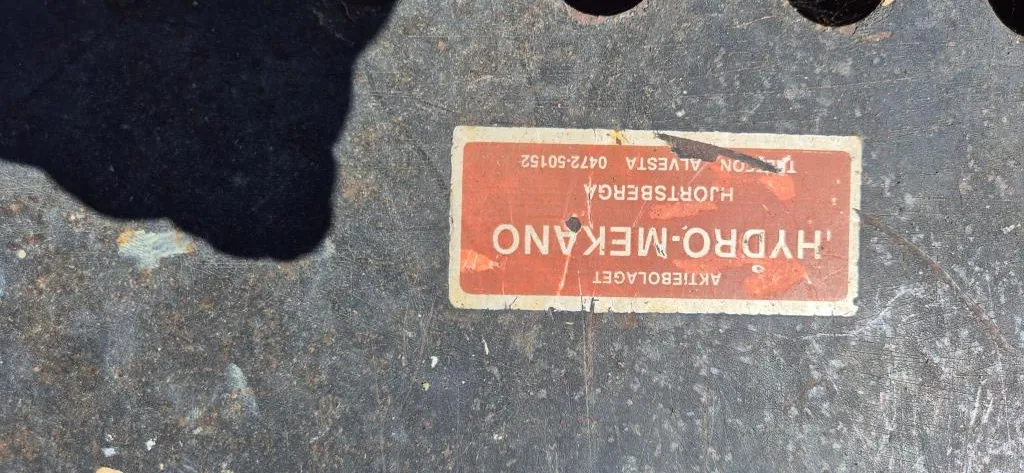 AKTIEBOLAGET
HYDRO-MEKANO
HJORTSBERGA
ALVESTA 0472-50152